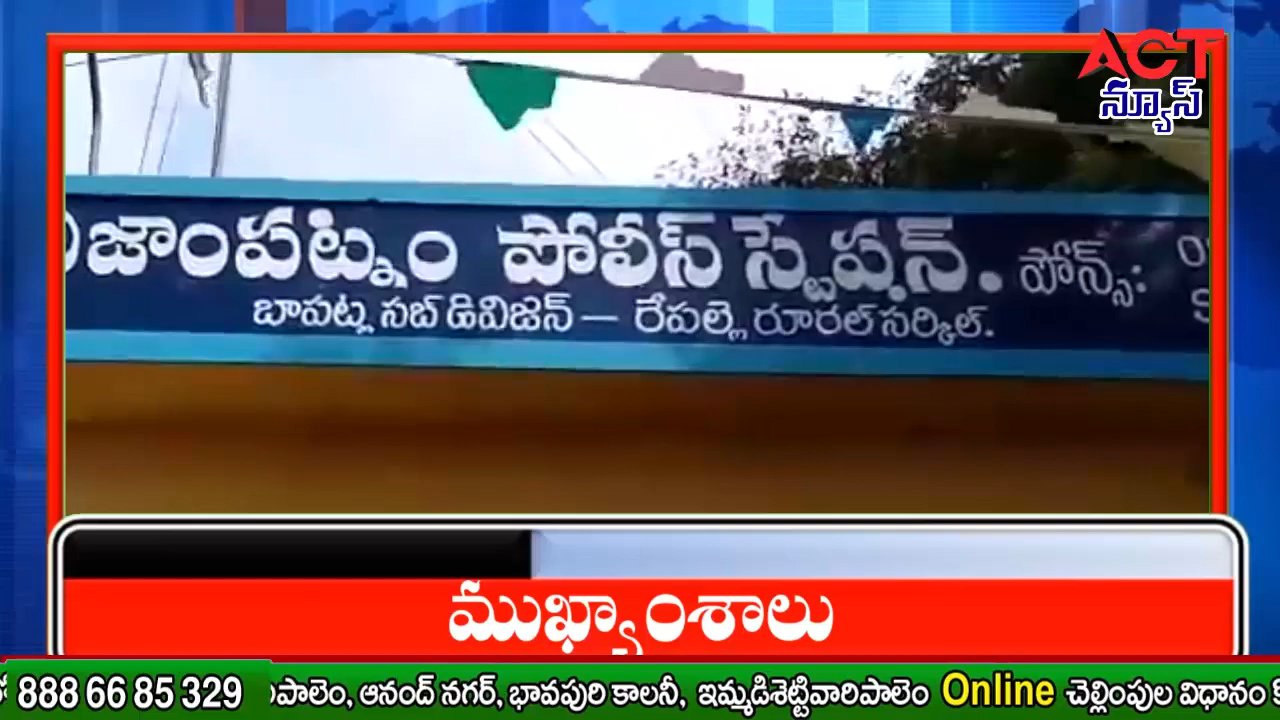 ACT
న్యూస్
నిజాంపట్నం పోలీస్ స్టేషన్. ఫోన్స్:
బాపట్ల సబ్ డివిజెన్ – రేపల్లె రూరల్ సర్కిల్.
ముఖ్యాంశాలు
888 66 85 329 పాలెం, ఆనంద్ నగర్, భావపురి కాలనీ, ఇమ్మడిశెట్టివారిపాలెం Online చెల్లింపుల విధానం